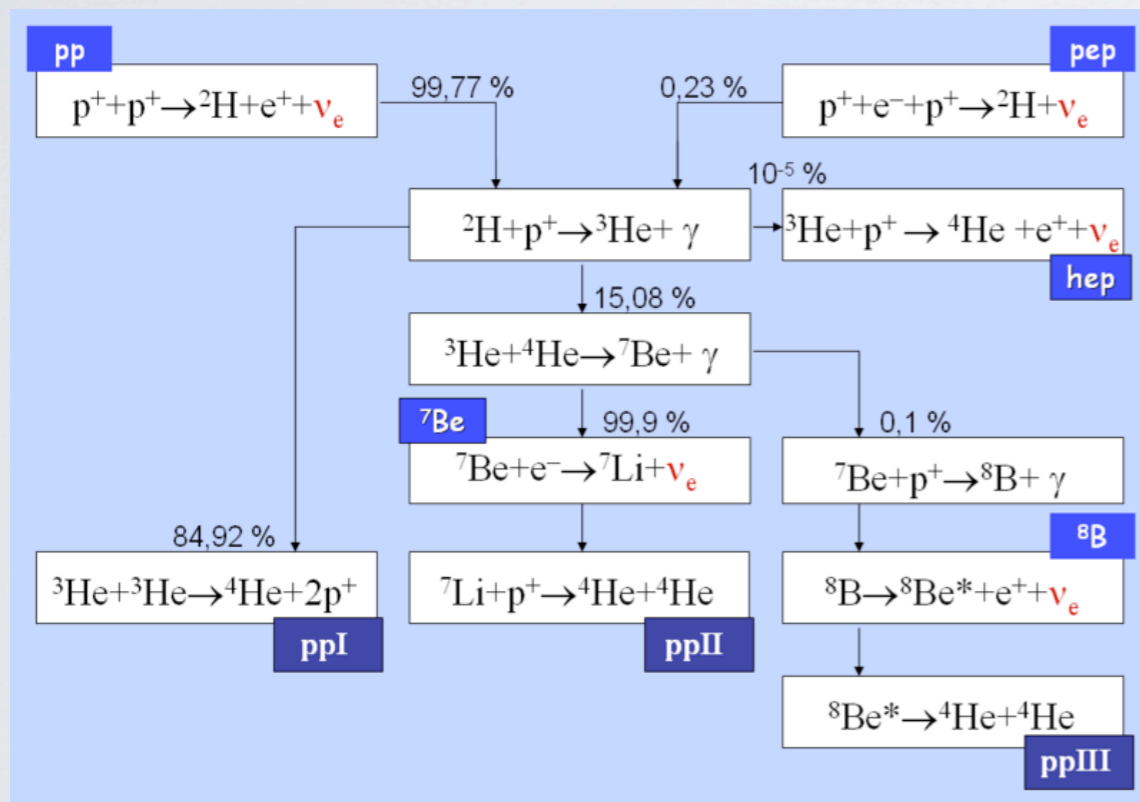 pp
pep
p⁺+p⁺→²H+e⁺+νₑ
99,77 %
0,23 %
p⁺+e⁻+p⁺→²H+νₑ
10⁻⁵ %
²H+p⁺→³He+ γ
³He+p⁺→ ⁴He +e⁺+νₑ
hep
15,08 %
³He+⁴He→⁷Be+ γ
⁷Be
99,9 %
0,1 %
⁷Be+e⁻→⁷Li+νₑ
⁷Be+p⁺→⁸B+ γ
84,92 %
⁸B
³He+³He→⁴He+2p⁺
⁷Li+p⁺→⁴He+⁴He
⁸B→⁸Be*+e⁺+νₑ
ppI
ppII
⁸Be*→⁴He+⁴He
ppIII